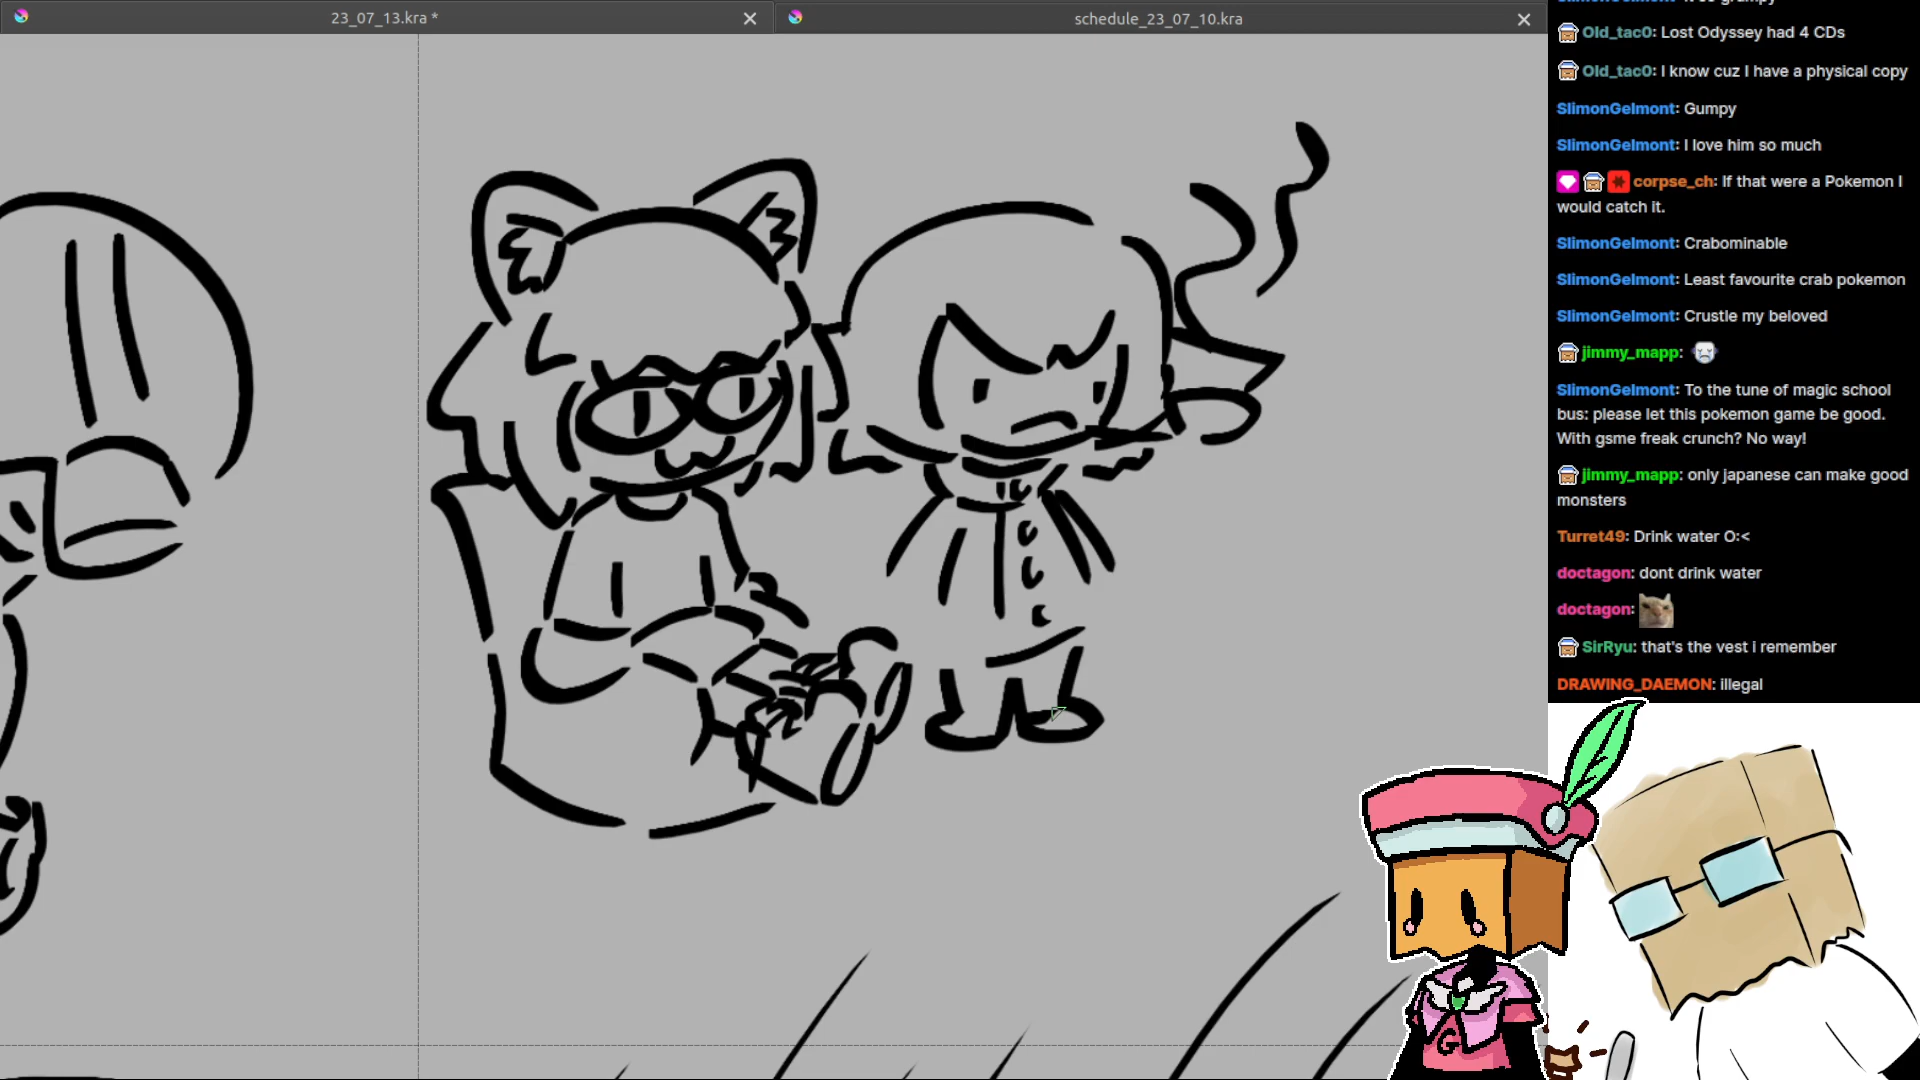 23_07_13.kra *
schedule_23_07_10.kra
Old_tac0: Lost Odyssey had 4 CDs
Old_tac0: I know cuz I have a physical copy
SlimonGelmont: Gumpy
SlimonGelmont: I love him so much
corpse_ch: If that were a Pokemon I
would catch it.
SlimonGelmont: Crabominable
SlimonGelmont: Least favourite crab pokemon
SlimonGelmont: Crustle my beloved
jimmy_mapp:
SlimonGelmont: To the tune of magic school
bus: please let this pokemon game be good.
With gsme freak crunch? No way!
jimmy_mapp: only japanese can make good
monsters
Turret49: Drink water O:<
doctagon: dont drink water
doctagon:
SirRyu: that's the vest i remember
DRAWING_DAEMON: illegal
G